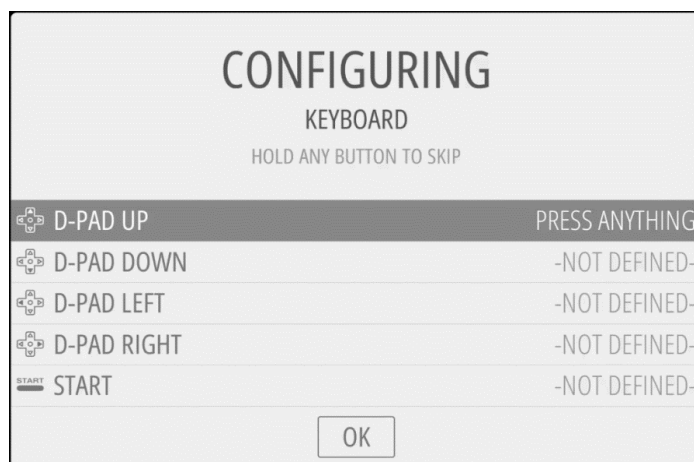 CONFIGURING
KEYBOARD
HOLD ANY BUTTON TO SKIP
D-PAD UP PRESS ANYTHING
D-PAD DOWN -NOT DEFINED-
D-PAD LEFT -NOT DEFINED-
D-PAD RIGHT -NOT DEFINED-
START START -NOT DEFINED-
OK